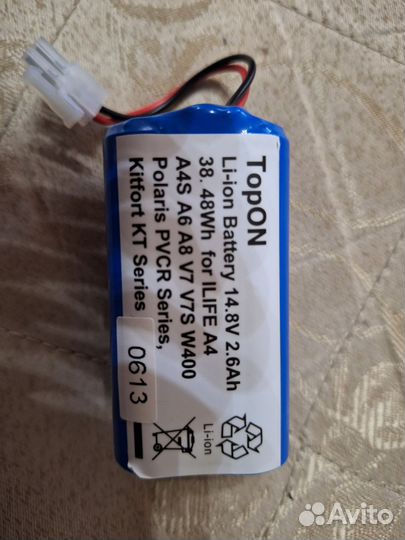 TopON
Li-ion Battery 14.8V 2.6Ah
38. 48Wh for ILIFE A4
A4S A6 A8 V7 V7S W400
Polaris PVCR Series,
Kitfort KT Series
0613
Li-ion
Avito